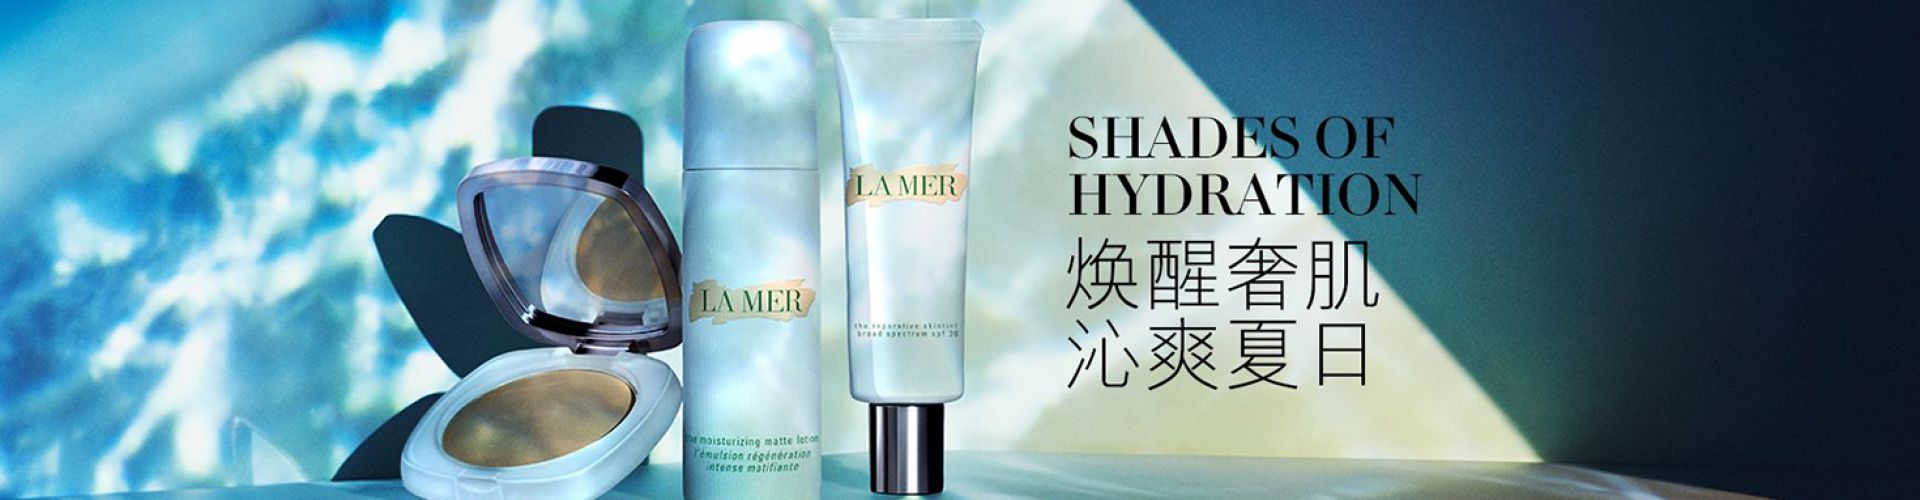 LA MER
the moisturizing matte lotion
l'émulsion régénération
intense matifiante
LA MER
the reparative skintint
broad spectrum spf 30
SHADES OF
HYDRATION
焕醒奢肌
沁爽夏日